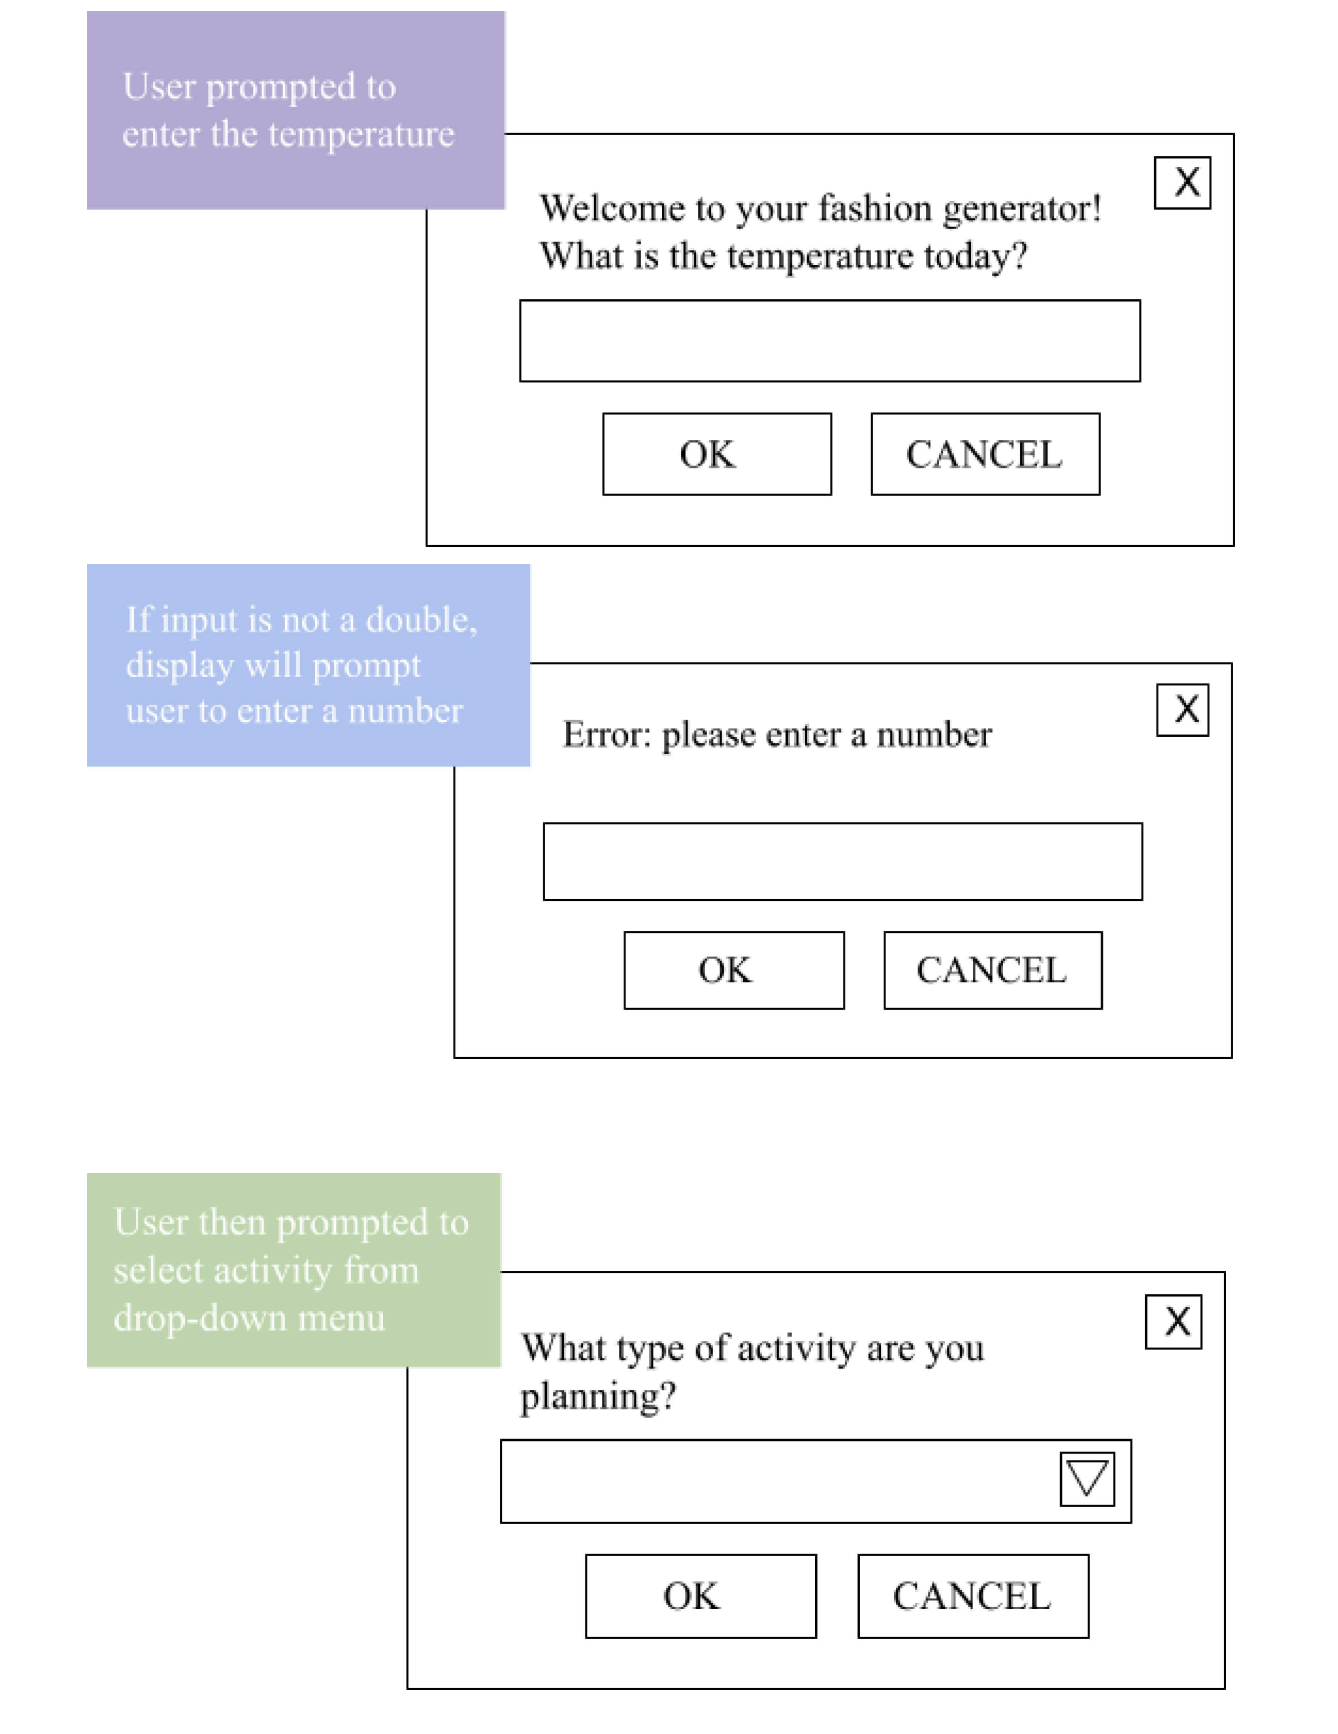 User prompted to
enter the temperature
X
Welcome to your fashion generator!
What is the temperature today?
OK
CANCEL
If input is not a double,
display will prompt
user to enter a number
X
Error: please enter a number
OK
CANCEL
User then prompted to
select activity from
drop-down menu
X
What type of activity are you
planning?
OK
CANCEL